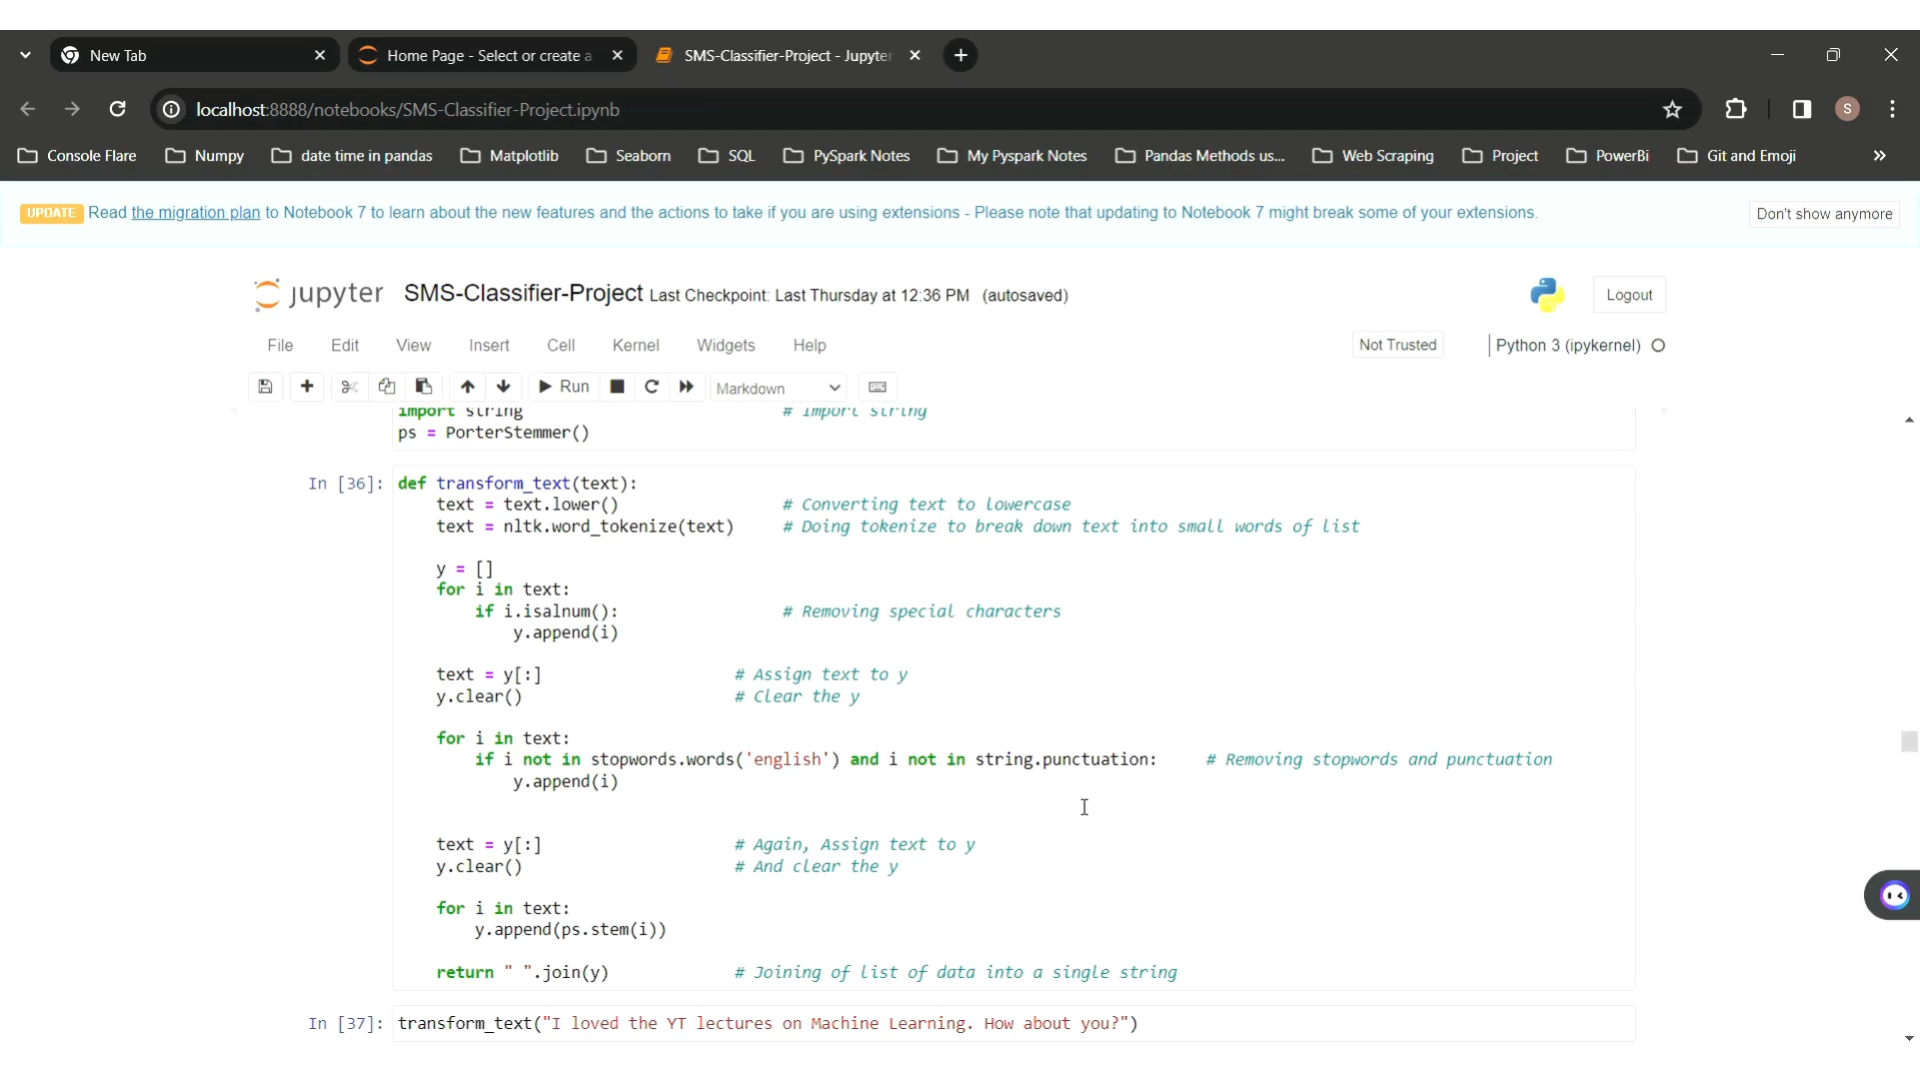 New Tab
Home Page - Select or create a
SMS-Classifier-Project - Jupyter
localhost:8888/notebooks/SMS-Classifier-Project.ipynb
S
Console Flare Numpy date time in pandas Matplotlib Seaborn SQL PySpark Notes My Pyspark Notes Pandas Methods us... Web Scraping Project PowerBi Git and Emoji »
UPDATE Read the migration plan to Notebook 7 to learn about the new features and the actions to take if you are using extensions - Please note that updating to Notebook 7 might break some of your extensions. Don't show anymore
jupyter SMS-Classifier-Project Last Checkpoint: Last Thursday at 12:36 PM (autosaved) Logout
File Edit View Insert Cell Kernel Widgets Help Not Trusted Python 3 (ipykernel)
Run Markdown
import string # Import string
ps = PorterStemmer()
In [36]: def transform_text(text):
text = text.lower() # Converting text to lowercase
text = nltk.word_tokenize(text) # Doing tokenize to break down text into small words of list
y = []
for i in text:
if i.isalnum(): # Removing special characters
y.append(i)
text = y[:] # Assign text to y
y.clear() # Clear the y
for i in text:
if i not in stopwords.words('english') and i not in string.punctuation: # Removing stopwords and punctuation
y.append(i)
text = y[:] # Again, Assign text to y
y.clear() # And clear the y
for i in text:
y.append(ps.stem(i))
return " ".join(y) # Joining of list of data into a single string
In [37]: transform_text("I loved the YT lectures on Machine Learning. How about you?")